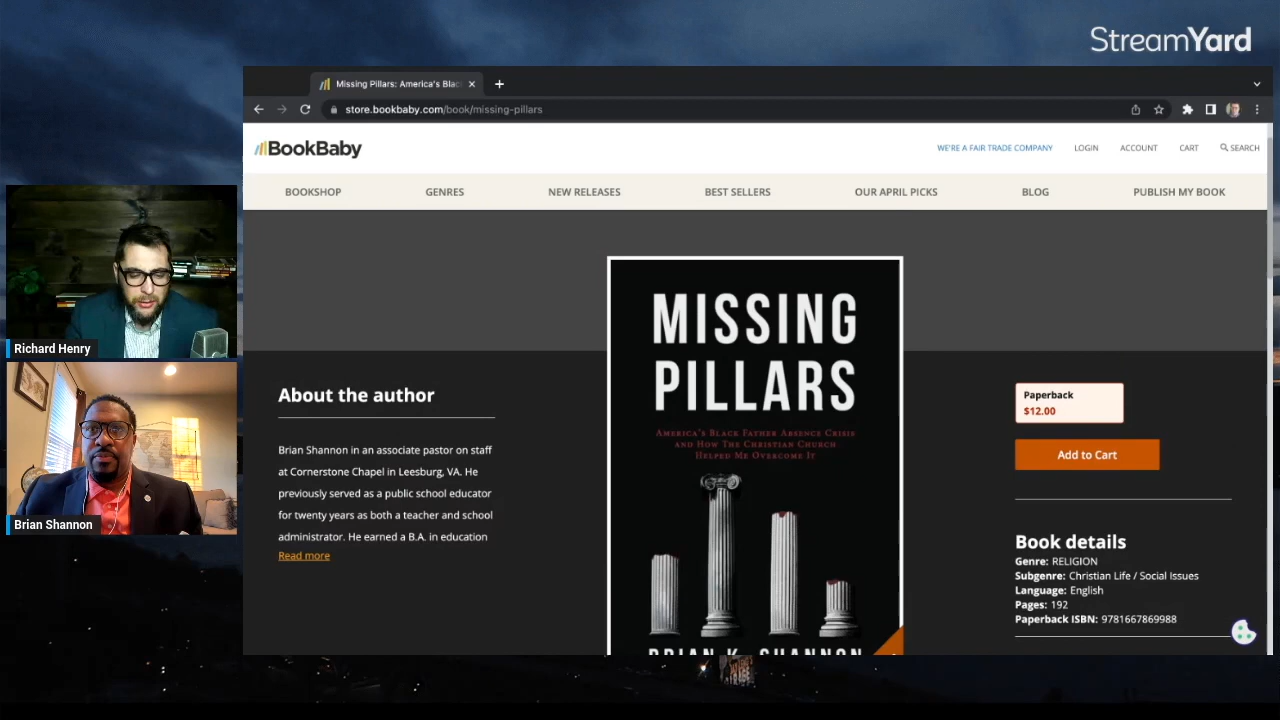 StreamYard
Missing Pillars: America's Blac
store.bookbaby.com/book/missing-pillars
BookBaby
WE'RE A FAIR TRADE COMPANY LOGIN ACCOUNT CART SEARCH
BOOKSHOP GENRES NEW RELEASES BEST SELLERS OUR APRIL PICKS BLOG PUBLISH MY BOOK
Richard Henry
Brian Shannon
About the author
Brian Shannon in an associate pastor on staff
at Cornerstone Chapel in Leesburg, VA. He
previously served as a public school educator
for twenty years as both a teacher and school
administrator. He earned a B.A. in education
Read more
MISSING
PILLARS
AMERICA'S BLACK FATHER ABSENCE CRISIS
AND HOW THE CHRISTIAN CHURCH
HELPED ME OVERCOME IT
BRIAN K. SHANNON
Paperback
$12.00
Add to Cart
Book details
Genre: RELIGION
Subgenre: Christian Life / Social Issues
Language: English
Pages: 192
Paperback ISBN: 9781667869988